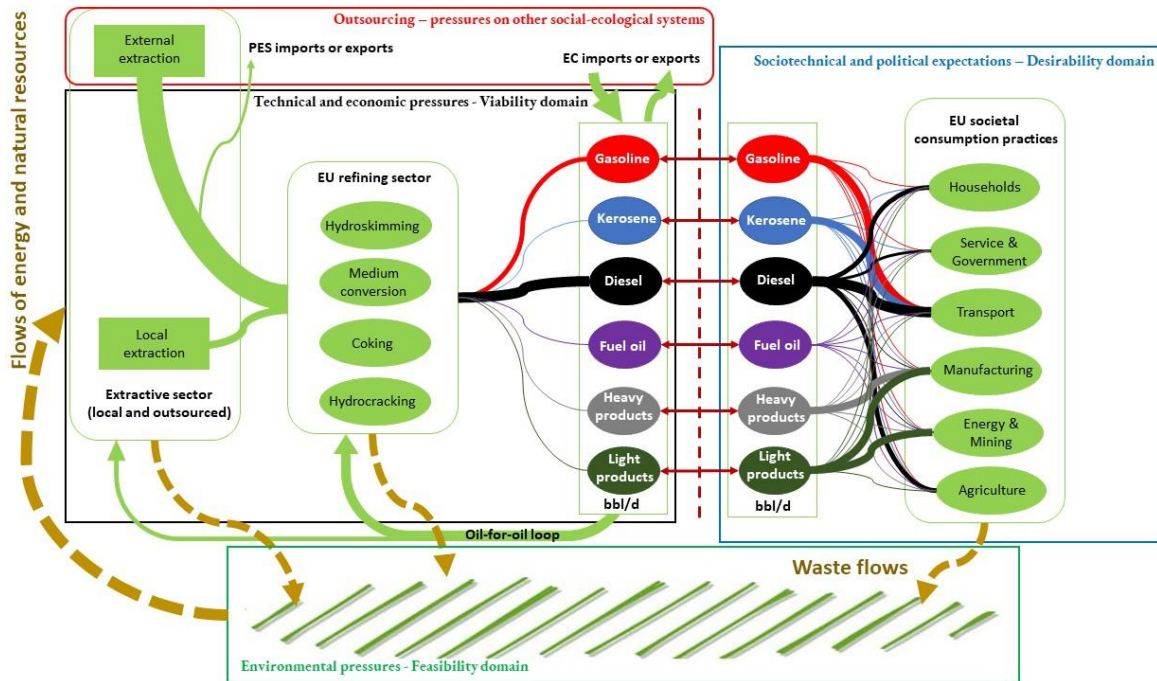 Flows of energy and natural resources
Outsourcing – pressures on other social-ecological systems
External
extraction
PES imports or exports
EC imports or exports
Technical and economic pressures - Viability domain
EU refining sector
Hydroskimming
Medium
conversion
Coking
Hydrocracking
Local
extraction
Extractive sector
(local and outsourced)
Gasoline
Kerosene
Diesel
Fuel oil
Heavy
products
Light
products
bbl/d
Oil-for-oil loop
Sociotechnical and political expectations – Desirability domain
Gasoline
Kerosene
Diesel
Fuel oil
Heavy
products
Light
products
bbl/d
EU societal
consumption practices
Households
Service &
Government
Transport
Manufacturing
Energy &
Mining
Agriculture
Waste flows
Environmental pressures - Feasibility domain